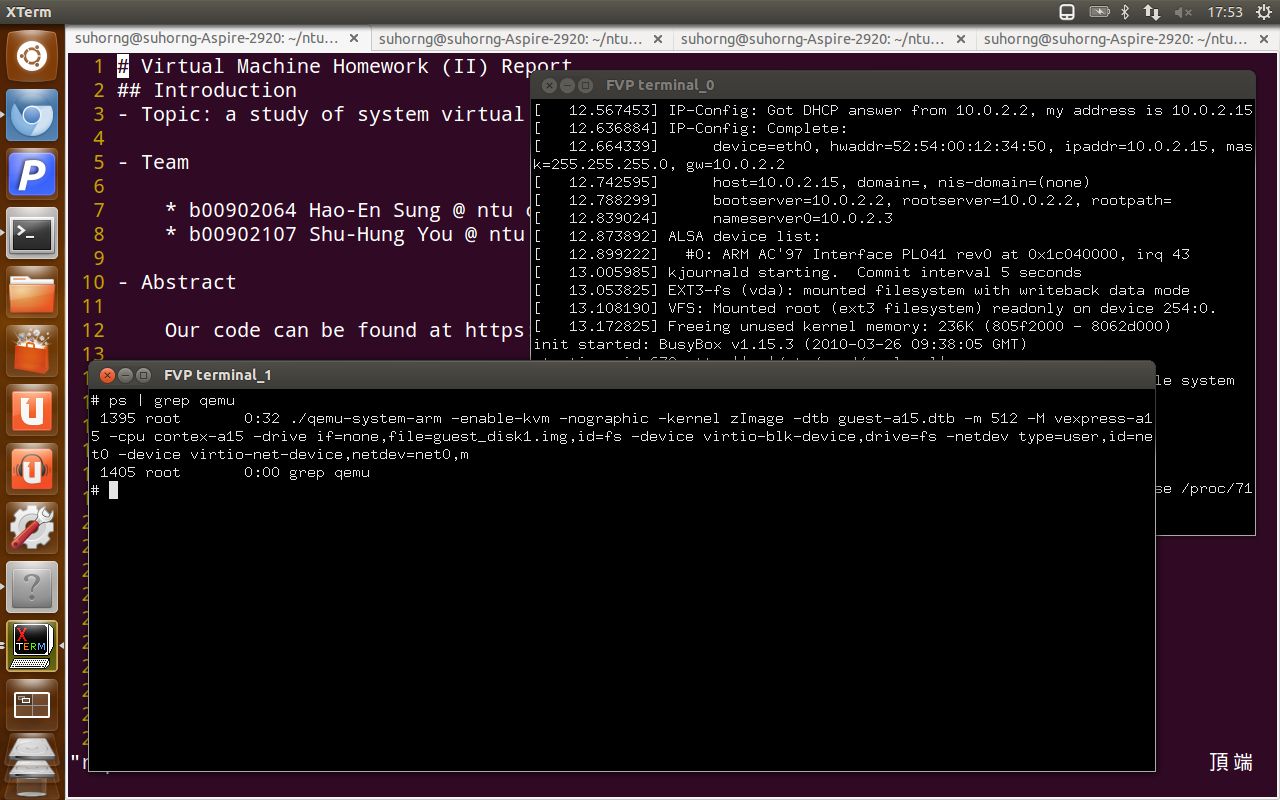 XTerm
17:53
suhorng@suhorng-Aspire-2920: ~/ntu... ×
suhorng@suhorng-Aspire-2920: ~/ntu... ×
suhorng@suhorng-Aspire-2920: ~/ntu... ×
suhorng@suhorng-Aspire-2920: ~/ntu... ×
1 # Virtual Machine Homework (II) Report
2 ## Introduction
3 - Topic: a study of system virtual
4
5 - Team
6
7 * b00902064 Hao-En Sung @ ntu
8 * b00902107 Shu-Hung You @ ntu
9
10 - Abstract
11
12 Our code can be found at https:
13
FVP terminal_0
[ 12.567453] IP-Config: Got DHCP answer from 10.0.2.2, my address is 10.0.2.15
[ 12.636884] IP-Config: Complete:
[ 12.664339] device=eth0, hwaddr=52:54:00:12:34:50, ipaddr=10.0.2.15, mas
k=255.255.255.0, gw=10.0.2.2
[ 12.742595] host=10.0.2.15, domain=, nis-domain=(none)
[ 12.788299] bootserver=10.0.2.2, rootserver=10.0.2.2, rootpath=
[ 12.839024] nameserver0=10.0.2.3
[ 12.873892] ALSA device list:
[ 12.899222] #0: ARM AC'97 Interface PL041 rev0 at 0x1c040000, irq 43
[ 13.005985] kjournald starting. Commit interval 5 seconds
[ 13.053825] EXT3-fs (vda): mounted filesystem with writeback data mode
[ 13.108190] VFS: Mounted root (ext3 filesystem) readonly on device 254:0.
[ 13.172825] Freeing unused kernel memory: 236K (805f2000 - 8062d000)
init started: BusyBox v1.15.3 (2010-03-26 09:38:05 GMT)
le system
se /proc/71
FVP terminal_1
# ps | grep qemu
1395 root 0:32 ./qemu-system-arm -enable-kvm -nographic -kernel zImage -dtb guest-a15.dtb -m 512 -M vexpress-a1
5 -cpu cortex-a15 -drive if=none,file=guest_disk1.img,id=fs -device virtio-blk-device,drive=fs -netdev type=user,id=ne
t0 -device virtio-net-device,netdev=net0,m
1405 root 0:00 grep qemu
#
頂端
P
U
U
?
X
TERM